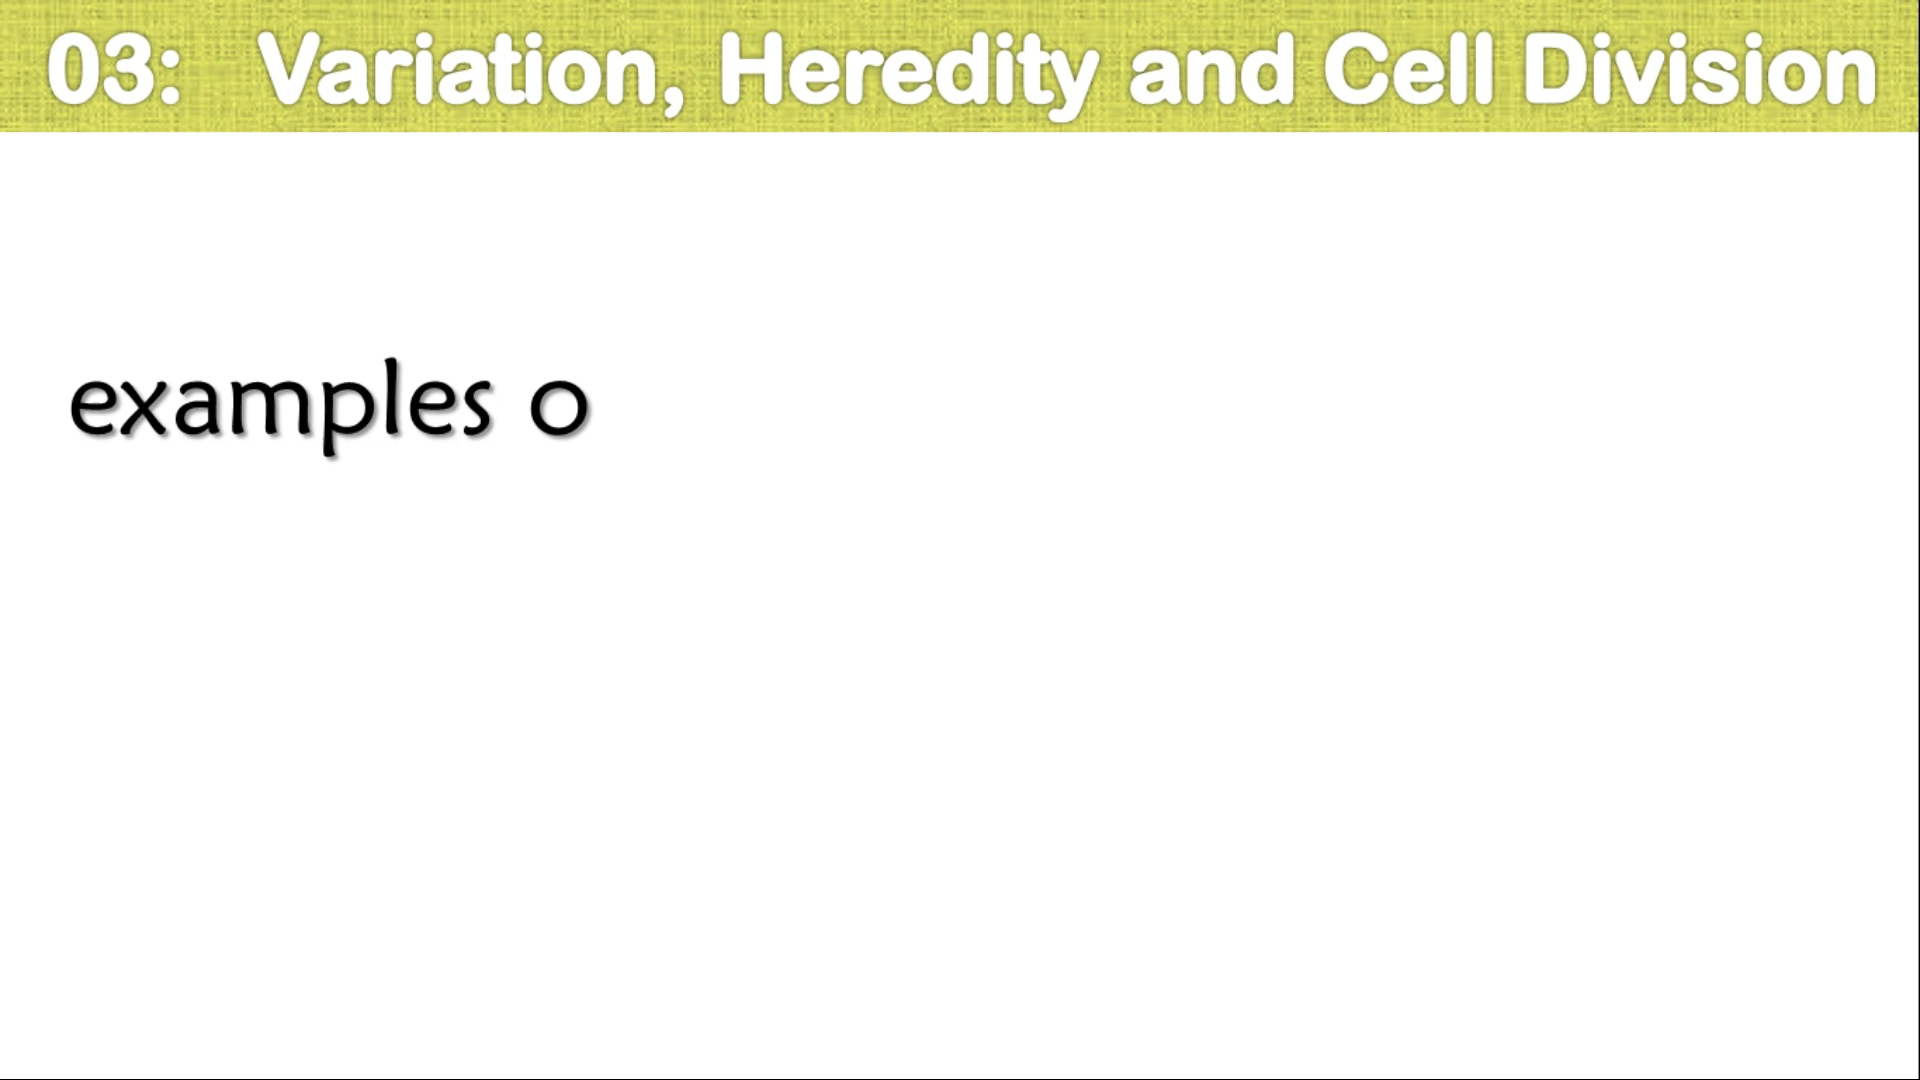 03: Variation, Heredity and Cell Division
examples o